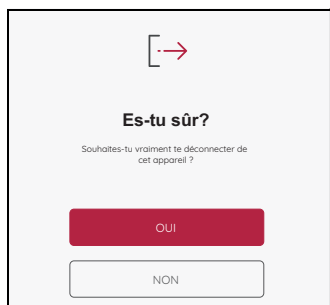 Es-tu sûr?
Souhaites-tu vraiment te déconnecter de
cet appareil ?
OUI
NON